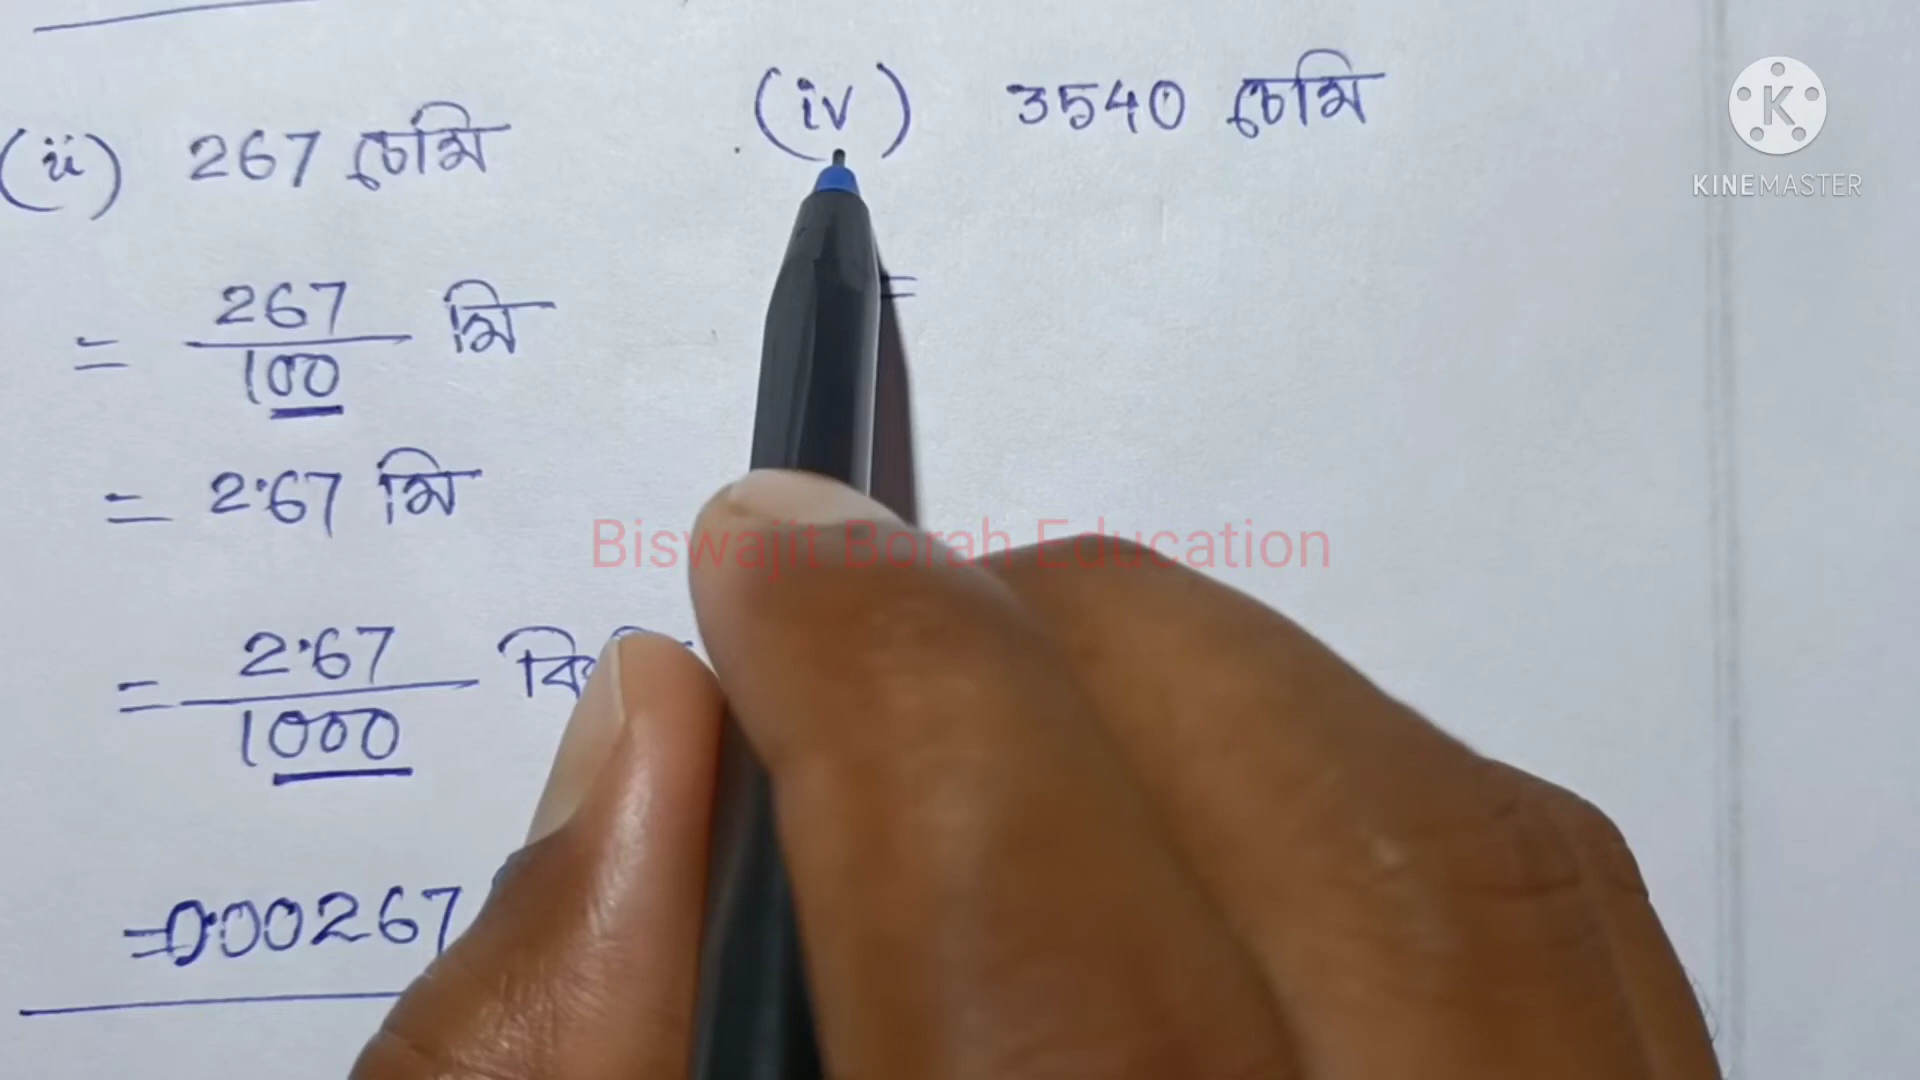 (ii) 267 চেমি
= 267/100 মি
= 2.67 মি
= 2.67/1000
=0.00267
(iv) 3540 চেমি
=
KINEMASTER
Biswajit Borah Education